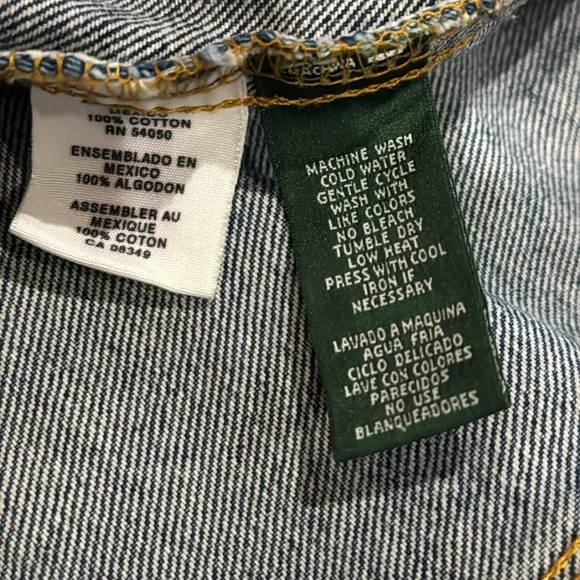 MEXICO
100% COTTON
RN 54050
ENSEMBLADO EN
MEXICO
100% ALGODON
ASSEMBLER AU
MEXIQUE
100% COTON
CA 08349
MACHINE WASH
COLD WATER
GENTLE CYCLE
WASH WITH
LIKE COLORS
NO BLEACH
TUMBLE DRY
LOW HEAT
PRESS WITH COOL
IRON IF
NECESSARY
LAVADO A MAQUINA
AGUA FRIA
CICLO DELICADO
LAVE CON COLORES
PARECIDOS
NO USE
BLANQUEADORES